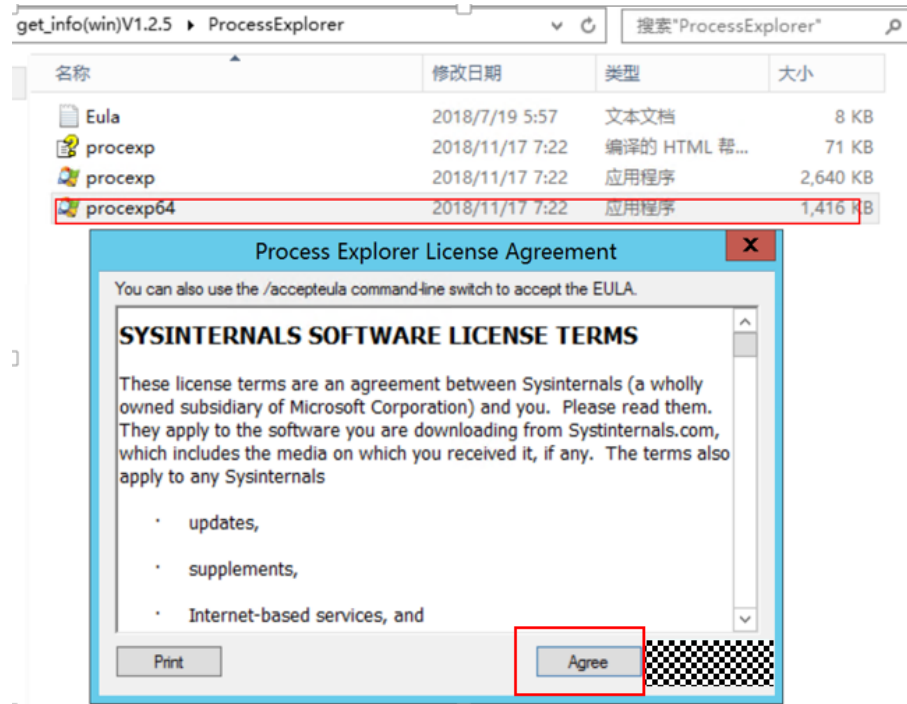 get_info(win)V1.2.5 ▸ ProcessExplorer 搜索"ProcessExplorer"
名称 修改日期 类型 大小
Eula 2018/7/19 5:57 文本文档 8 KB
procexp 2018/11/17 7:22 编译的 HTML 帮... 71 KB
procexp 2018/11/17 7:22 应用程序 2,640 KB
procexp64 2018/11/17 7:22 应用程序 1,416 KB
Process Explorer License Agreement
You can also use the /accepteula command-line switch to accept the EULA.
SYSINTERNALS SOFTWARE LICENSE TERMS
These license terms are an agreement between Sysinternals (a wholly
owned subsidiary of Microsoft Corporation) and you. Please read them.
They apply to the software you are downloading from Systinternals.com,
which includes the media on which you received it, if any. The terms also
apply to any Sysinternals
· updates,
· supplements,
· Internet-based services, and
Print Agree